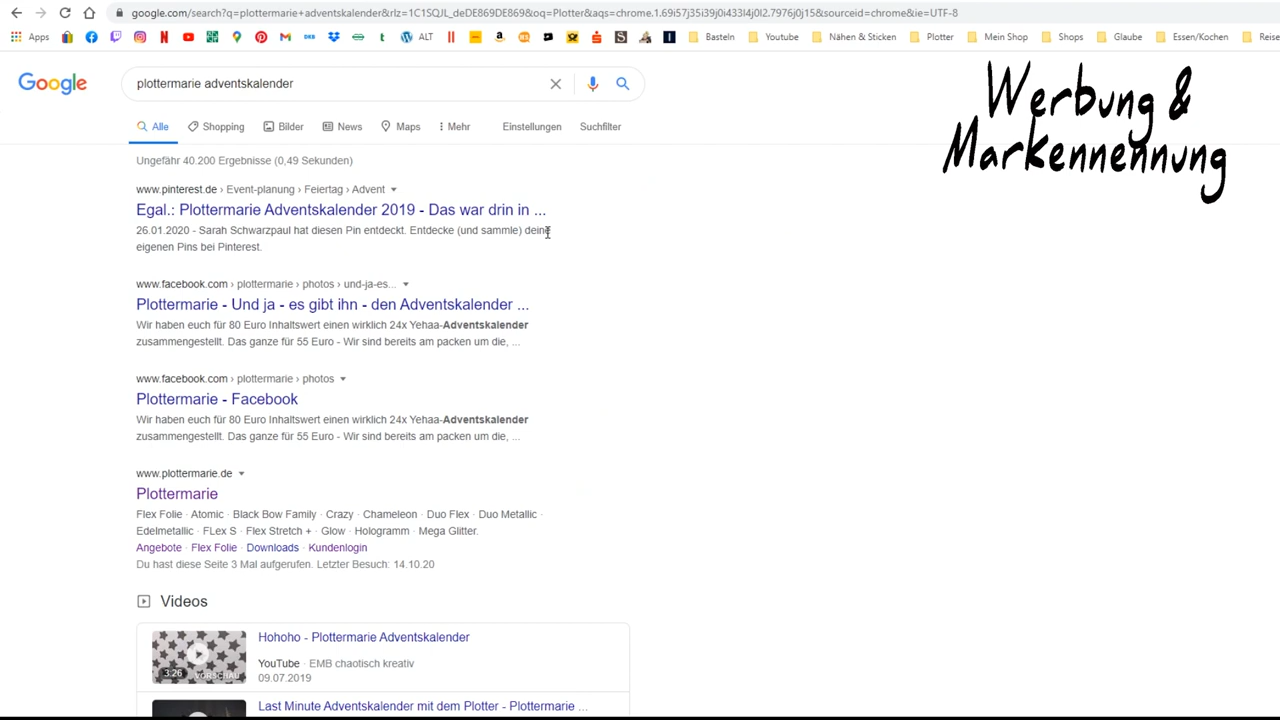 google.com/search?q=plottermarie+adventskalender&rlz=1C1SQJL_deDE869DE869&oq=Plotter&aqs=chrome.1.69i57j35i39j0i433l4j0l2.7976j0j15&sourceid=chrome&ie=UTF-8
Apps ALT Basteln Youtube Nähen & Sticken Plotter Mein Shop Shops Glaube Essen/Kochen Reise
Werbung &
Markennennung
Google
plottermarie adventskalender
Alle Shopping Bilder News Maps Mehr Einstellungen Suchfilter
Ungefähr 40.200 Ergebnisse (0,49 Sekunden)
www.pinterest.de › Event-planung › Feiertag › Advent
Egal.: Plottermarie Adventskalender 2019 - Das war drin in ...
26.01.2020 - Sarah Schwarzpaul hat diesen Pin entdeckt. Entdecke (und sammle) deine
eigenen Pins bei Pinterest.
www.facebook.com › plottermarie › photos › und-ja-es...
Plottermarie - Und ja - es gibt ihn - den Adventskalender ...
Wir haben euch für 80 Euro Inhaltswert einen wirklich 24x Yehaa-Adventskalender
zusammengestellt. Das ganze für 55 Euro - Wir sind bereits am packen um die, ...
www.facebook.com › plottermarie › photos
Plottermarie - Facebook
Wir haben euch für 80 Euro Inhaltswert einen wirklich 24x Yehaa-Adventskalender
zusammengestellt. Das ganze für 55 Euro - Wir sind bereits am packen um die, ...
www.plottermarie.de
Plottermarie
Flex Folie · Atomic · Black Bow Family · Crazy · Chameleon · Duo Flex · Duo Metallic ·
Edelmetallic · FLex S · Flex Stretch + · Glow · Hologramm · Mega Glitter.
Angebote · Flex Folie · Downloads · Kundenlogin
Du hast diese Seite 3 Mal aufgerufen. Letzter Besuch: 14.10.20
Videos
Hohoho - Plottermarie Adventskalender
YouTube · EMB chaotisch kreativ
09.07.2019
3:26 VORSCHAU
Last Minute Adventskalender mit dem Plotter - Plottermarie ...